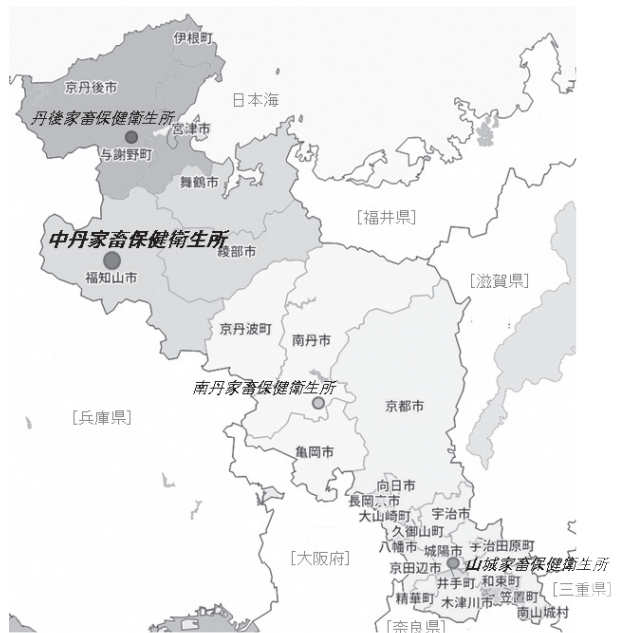 伊根町
京丹後市
日本海
丹後家畜保健衛生所
宮津市
与謝野町
舞鶴市
[福井県]
中丹家畜保健衛生所
綾部市
福知山市
[滋賀県]
京丹波町
南丹市
南丹家畜保健衛生所
京都市
[兵庫県]
亀岡市
向日市
長岡京市
大山崎町
宇治市
久御山町
八幡市
城陽市
宇治田原町
[大阪府]
京田辺市
山城家畜保健衛生所
井手町
和束町
[三重県]
精華町
木津川市
笠置町
南山城村
[奈良県]